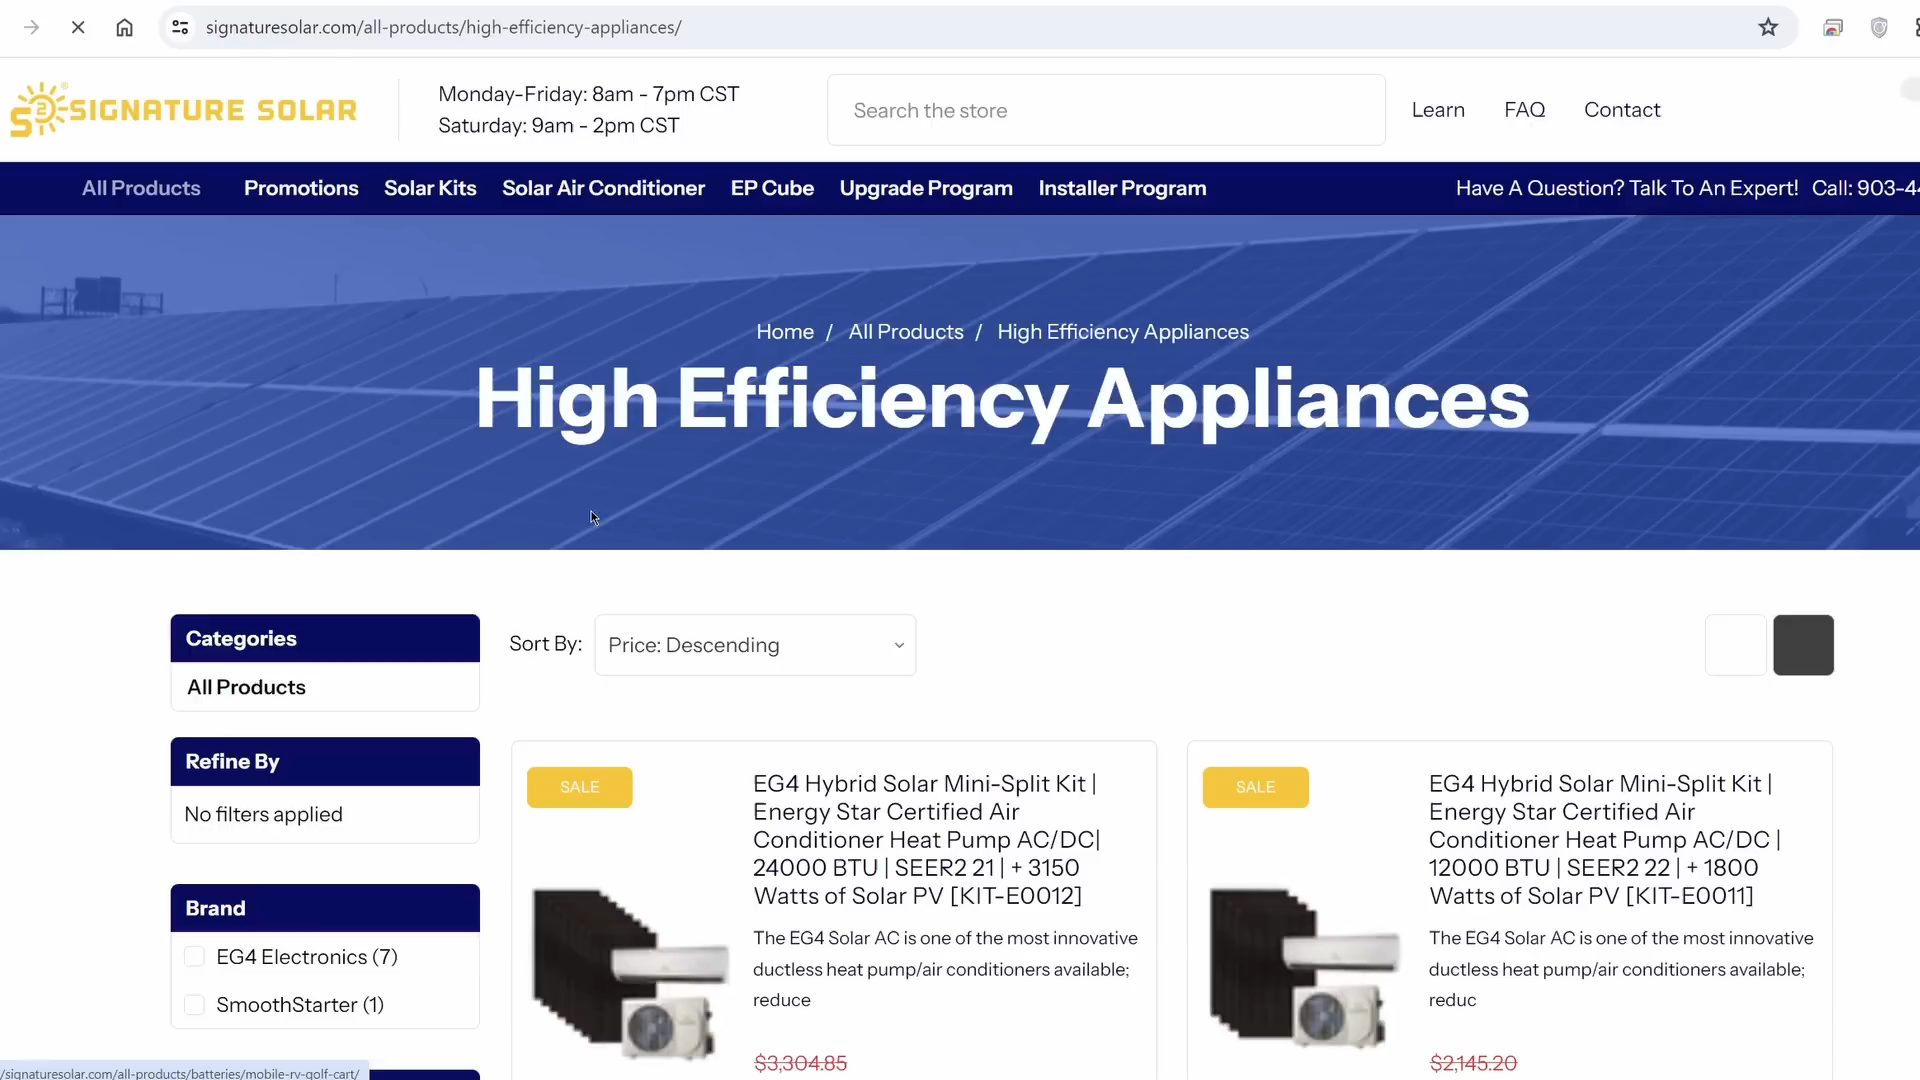 signaturesolar.com/all-products/high-efficiency-appliances/
SIGNATURE SOLAR
Monday-Friday: 8am - 7pm CST
Saturday: 9am - 2pm CST
Search the store
Learn
FAQ
Contact
All Products
Promotions
Solar Kits
Solar Air Conditioner
EP Cube
Upgrade Program
Installer Program
Have A Question? Talk To An Expert!
Call: 903-44
Home / All Products / High Efficiency Appliances
High Efficiency Appliances
Categories
All Products
Refine By
No filters applied
Brand
EG4 Electronics (7)
SmoothStarter (1)
Sort By:
Price: Descending
SALE
EG4 Hybrid Solar Mini-Split Kit |
Energy Star Certified Air
Conditioner Heat Pump AC/DC|
24000 BTU | SEER2 21 | + 3150
Watts of Solar PV [KIT-E0012]
The EG4 Solar AC is one of the most innovative
ductless heat pump/air conditioners available;
reduce
$3,304.85
SALE
EG4 Hybrid Solar Mini-Split Kit |
Energy Star Certified Air
Conditioner Heat Pump AC/DC |
12000 BTU | SEER2 22 | + 1800
Watts of Solar PV [KIT-E0011]
The EG4 Solar AC is one of the most innovative
ductless heat pump/air conditioners available;
reduc
$2,145.20
/signaturesolar.com/all-products/batteries/mobile-rv-golf-cart/